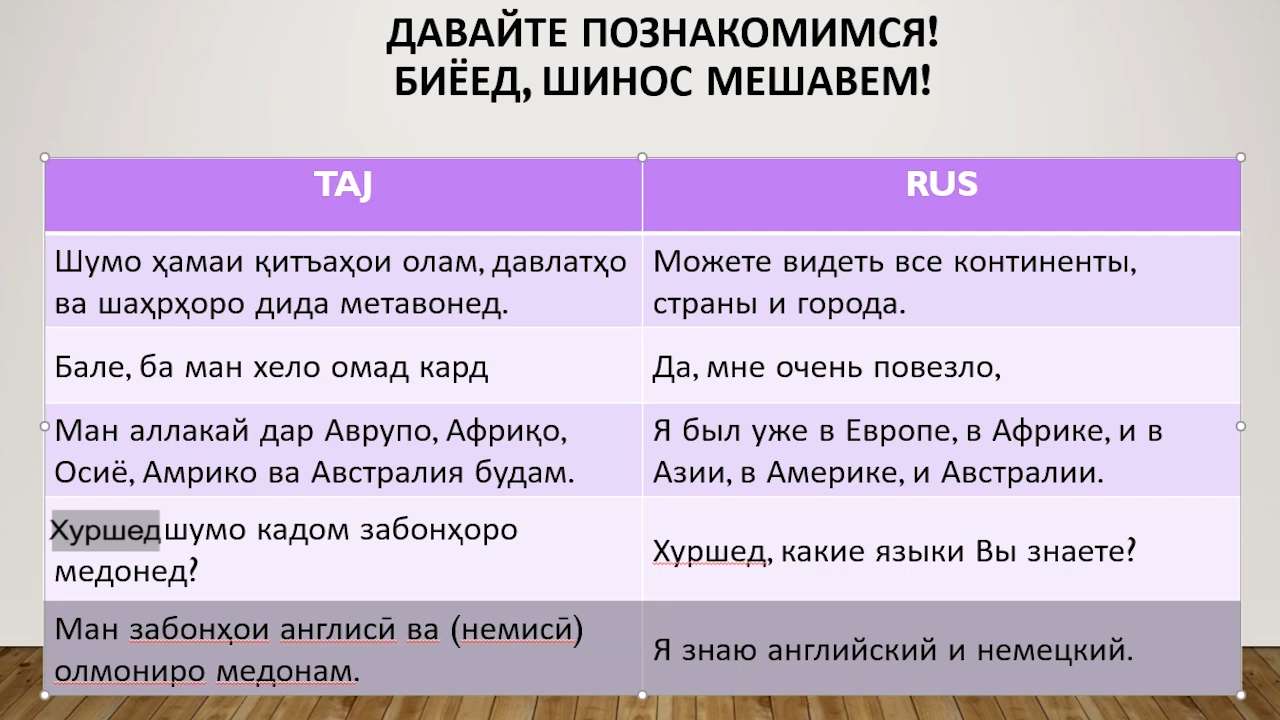 ДАВАЙТЕ ПОЗНАКОМИМСЯ!
БИЁЕД, ШИНОС МЕШАВЕМ!
TAJ
RUS
Шумо ҳамаи қитъаҳои олам, давлатҳо
ва шаҳрҳоро дида метавонед.
Можете видеть все континенты,
страны и города.
Бале, ба ман хело омад кард
Да, мне очень повезло,
Ман аллакай дар Аврупо, Африқо,
Осиё, Амрико ва Австралия будам.
Я был уже в Европе, в Африке, и в
Азии, в Америке, и Австралии.
Хуршед шумо кадом забонҳоро
медонед?
Хуршед, какие языки Вы знаете?
Ман забонҳои англисӣ ва (немисӣ)
олмониро медонам.
Я знаю английский и немецкий.